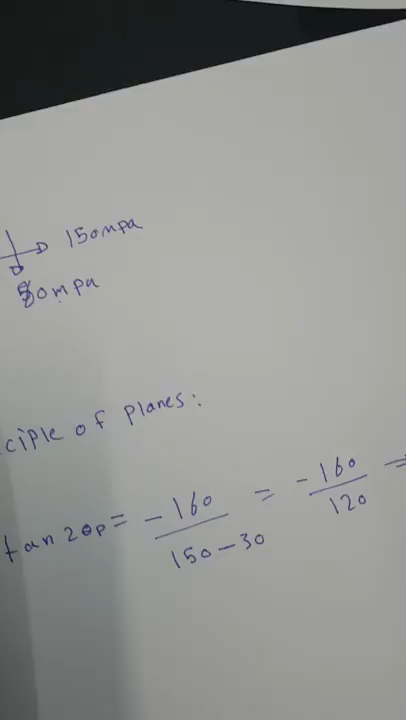 150mpa
80mpa
ciple of planes:
tan 2θp = -160 / 150-30 = -160 / 120 ⇒